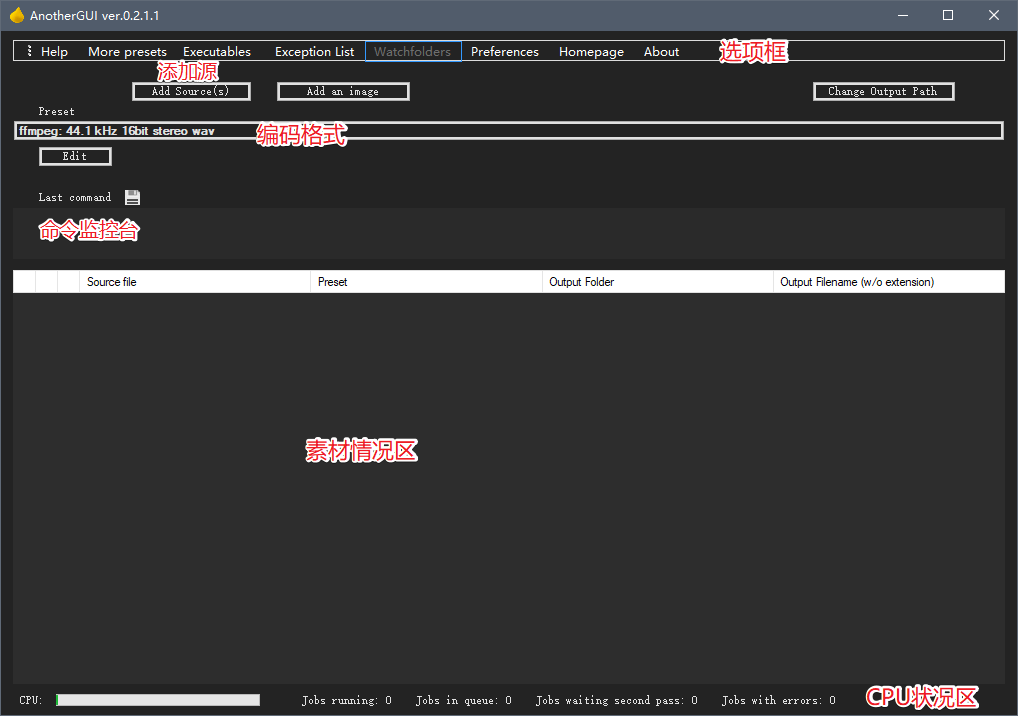 AnotherGUI ver.0.2.1.1
Help More presets Executables Exception List Watchfolders Preferences Homepage About 选项框
添加源
Add Source(s) Add an image Change Output Path
Preset
ffmpeg: 44.1 kHz 16bit stereo wav 编码格式
Edit
Last command
命令监控台
Source file Preset Output Folder Output Filename (w/o extension)
素材情况区
CPU: Jobs running: 0 Jobs in queue: 0 Jobs waiting second pass: 0 Jobs with errors: 0 CPU状况区